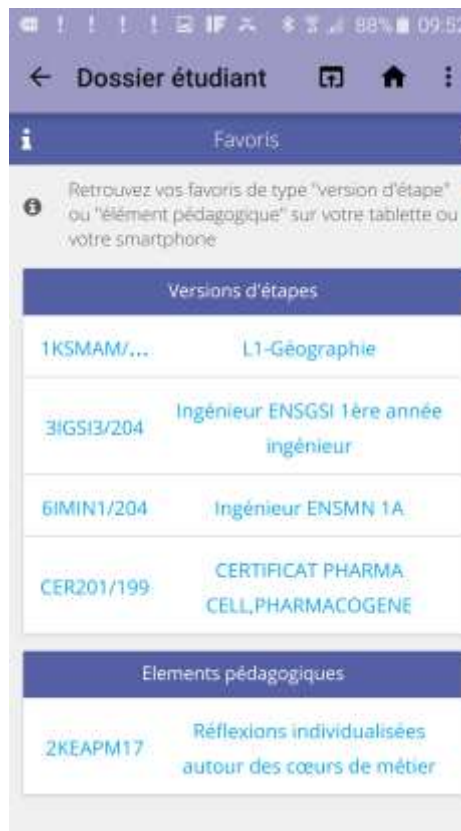 88% 09:52
Dossier étudiant
Favoris
Retrouvez vos favoris de type "version d'étape"
ou "élément pédagogique" sur votre tablette ou
votre smartphone
Versions d'étapes
1KSMAM/... L1-Géographie
3IGSI3/204 Ingénieur ENSGSI 1ère année
ingénieur
6IMIN1/204 Ingénieur ENSMN 1A
CER201/199 CERTIFICAT PHARMA
CELL,PHARMACOGENE
Elements pédagogiques
2KEAPM17 Réflexions individualisées
autour des cœurs de métier